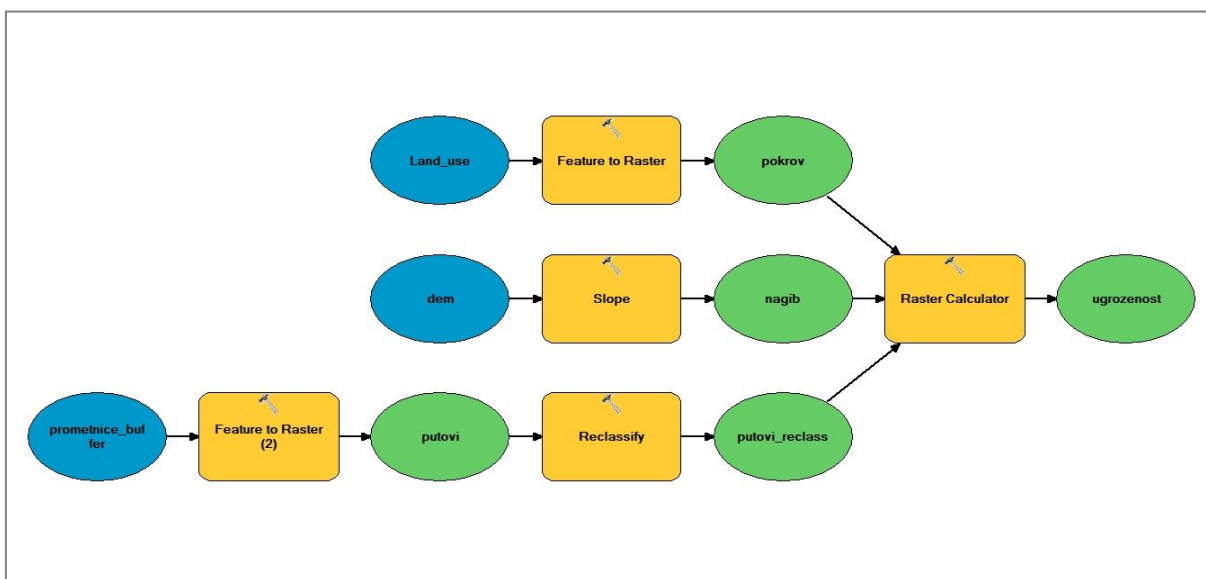 Land_use
Feature to Raster
pokrov
dem
Slope
nagib
Raster Calculator
ugrozenost
prometnice_buf
fer
Feature to Raster
(2)
putovi
Reclassify
putovi_reclass